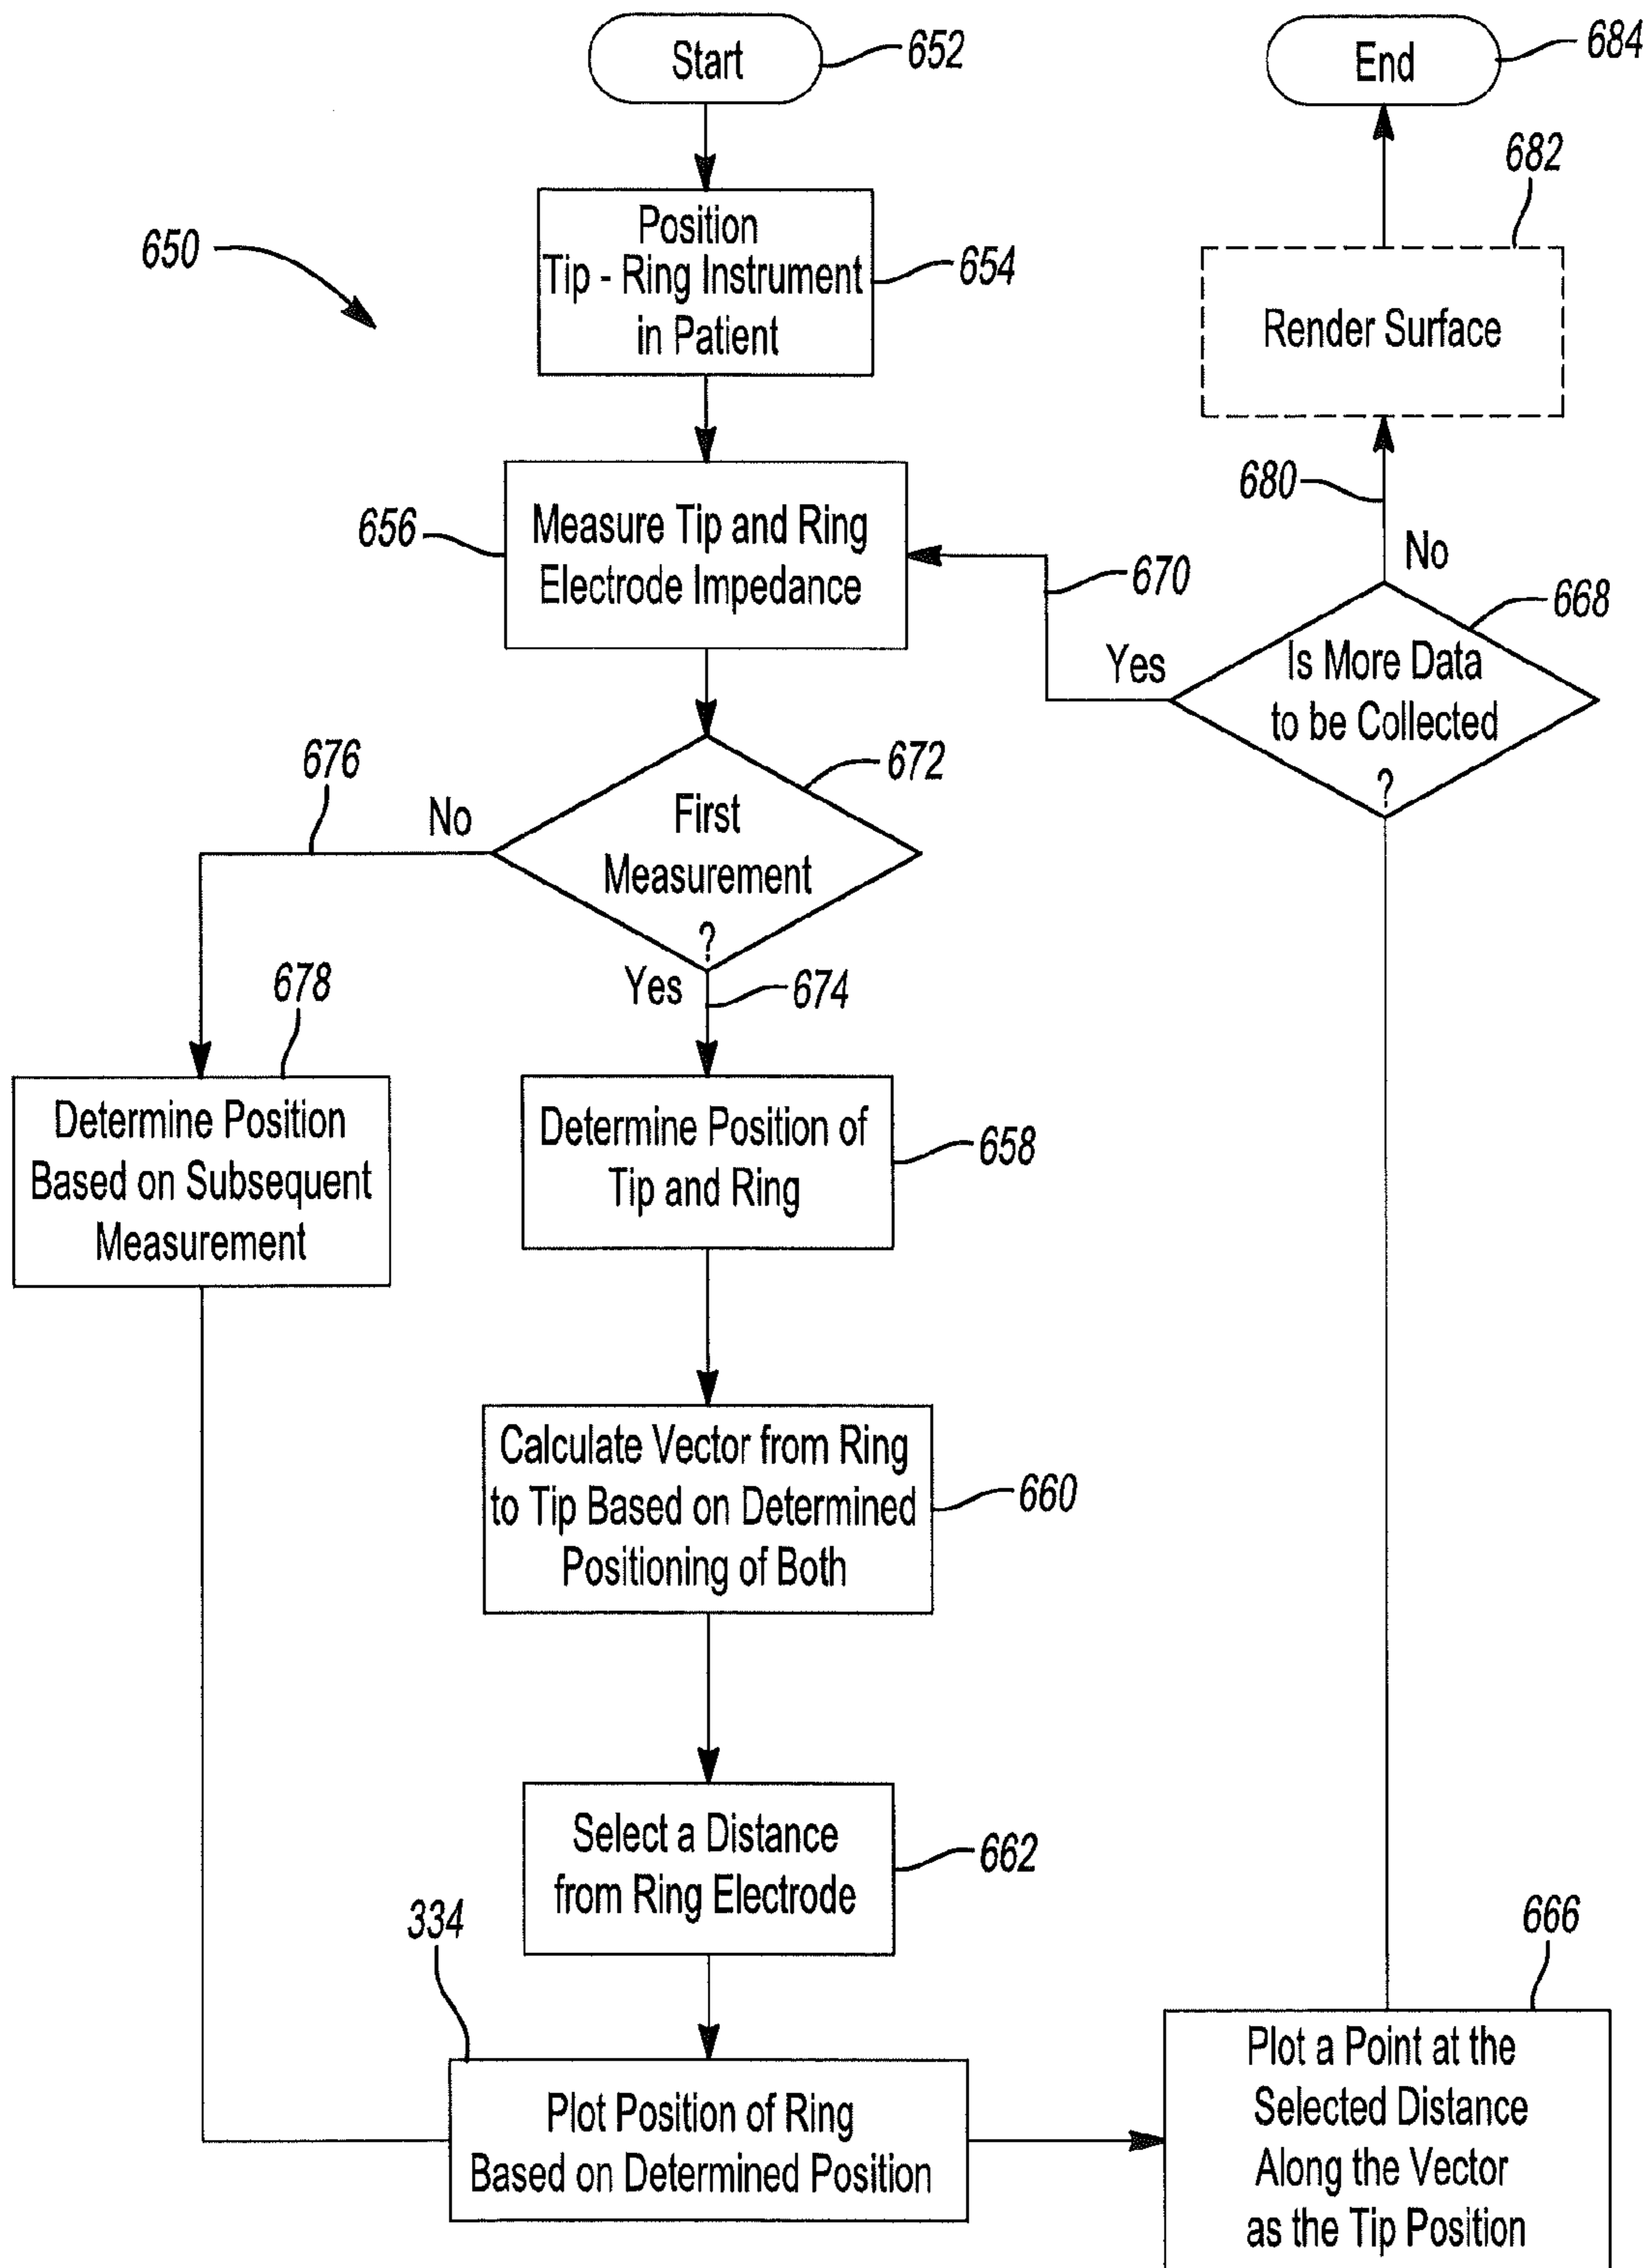 Start
652
650
Position
Tip - Ring Instrument
in Patient
654
656
Measure Tip and Ring
Electrode Impedance
672
First
Measurement
?
No
676
Yes
674
678
Determine Position
Based on Subsequent
Measurement
Determine Position of
Tip and Ring
658
Calculate Vector from Ring
to Tip Based on Determined
Positioning of Both
660
Select a Distance
from Ring Electrode
662
334
Plot Position of Ring
Based on Determined Position
666
Plot a Point at the
Selected Distance
Along the Vector
as the Tip Position
668
Is More Data
to be Collected
?
Yes
670
No
680
682
Render Surface
End
684